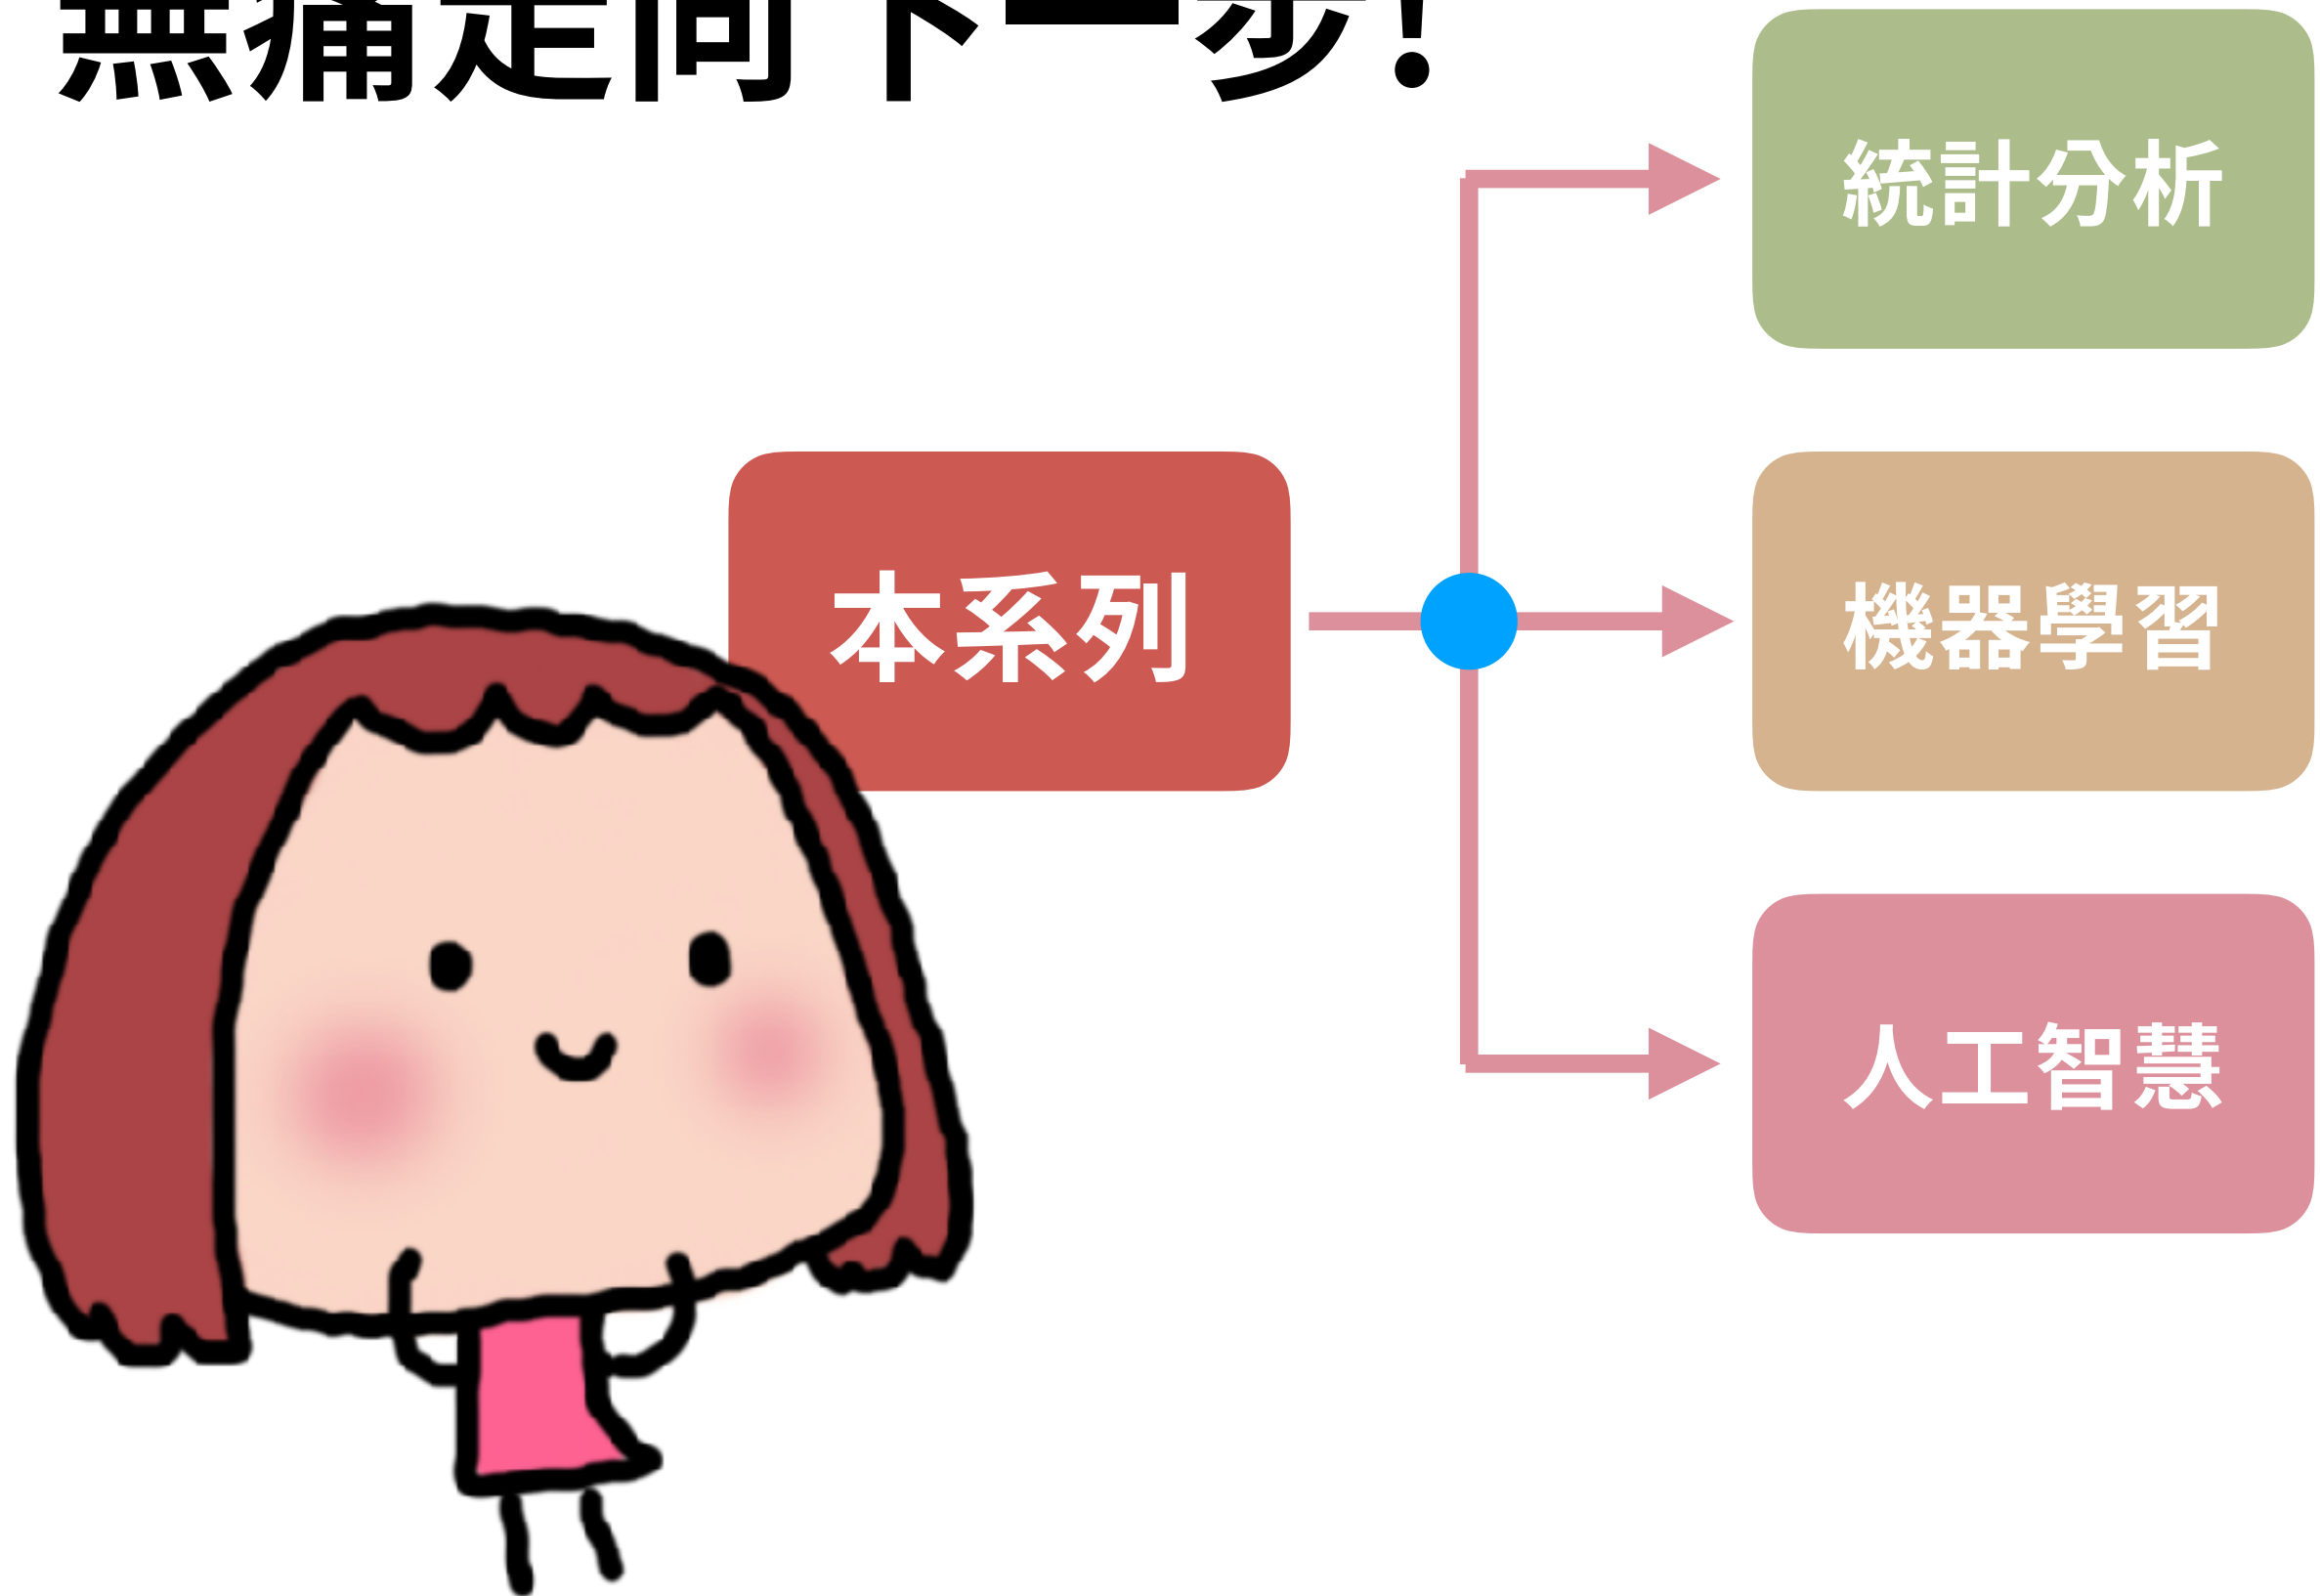 無痛走向下一步!
統計分析
本系列
機器學習
人工智慧